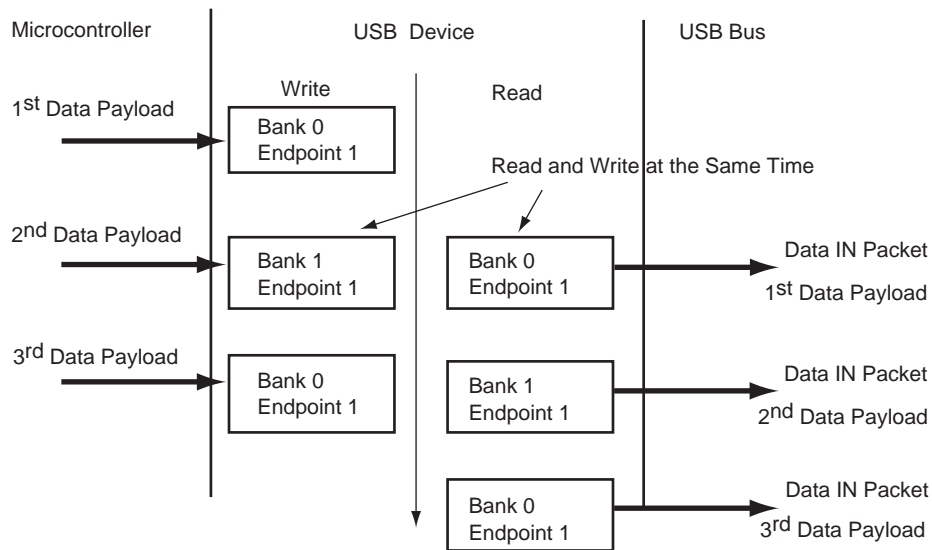 Microcontroller
USB Device
USB Bus
Write
Read
1st Data Payload
Bank 0
Endpoint 1
Read and Write at the Same Time
2nd Data Payload
Bank 1
Endpoint 1
Bank 0
Endpoint 1
Data IN Packet
1st Data Payload
3rd Data Payload
Bank 0
Endpoint 1
Bank 1
Endpoint 1
Data IN Packet
2nd Data Payload
Bank 0
Endpoint 1
Data IN Packet
3rd Data Payload